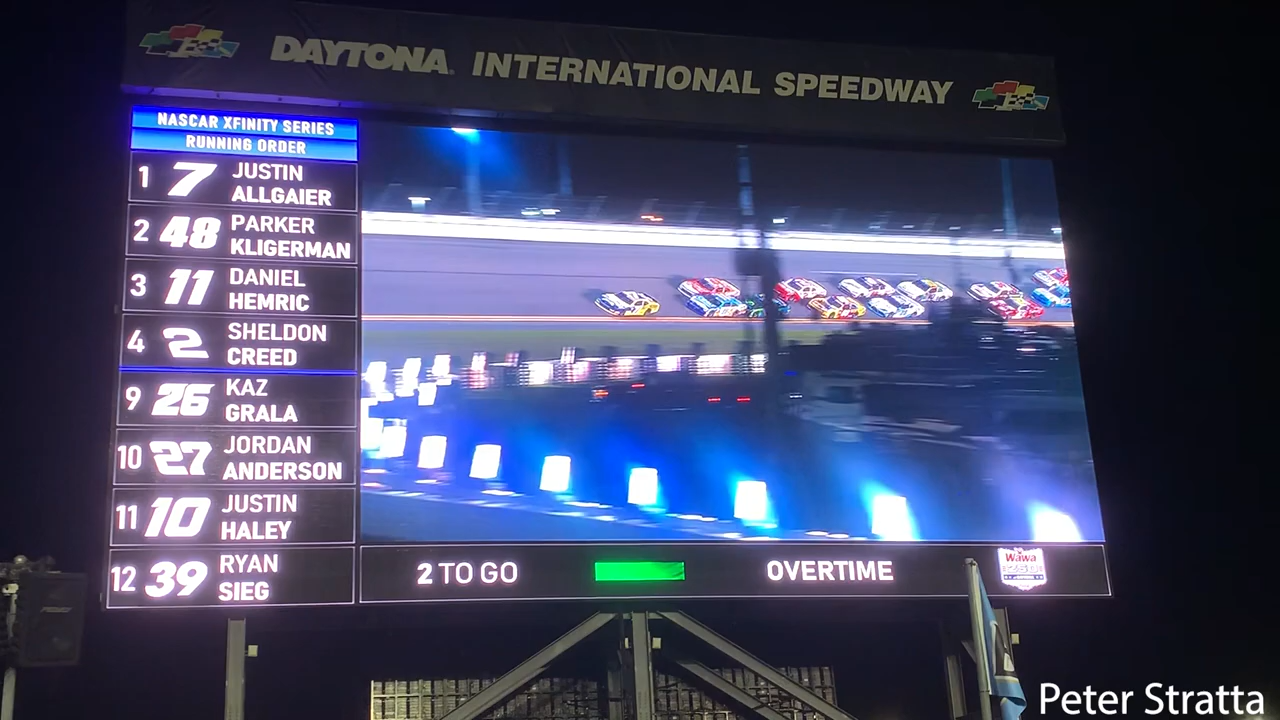 DAYTONA INTERNATIONAL SPEEDWAY
NASCAR XFINITY SERIES
RUNNING ORDER
1 7 JUSTIN
ALLGAIER
2 48 PARKER
KLIGERMAN
3 11 DANIEL
HEMRIC
4 2 SHELDON
CREED
9 26 KAZ
GRALA
10 27 JORDAN
ANDERSON
11 10 JUSTIN
HALEY
12 39 RYAN
SIEG
2 TO GO OVERTIME
Wawa
250
Peter Stratta